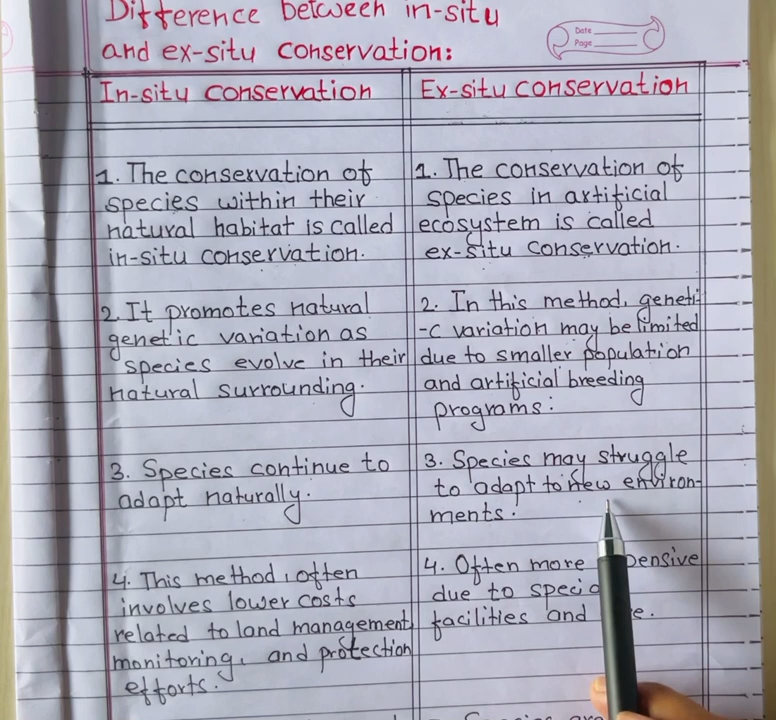 Difference between in-situ
and ex-situ conservation:
Date
Page
In-situ conservation
1. The conservation of
species within their
natural habitat is called
in-situ conservation.
2. It promotes natural
genetic variation as
species evolve in their
natural surrounding.
3. Species continue to
adapt naturally.
4. This method, often
involves lower costs
related to land management,
monitoring, and protection
efforts.
Ex-situ conservation
1. The conservation of
species in artificial
ecosystem is called
ex-situ conservation.
2. In this method, geneti-
-c variation may be limited
due to smaller population
and artificial breeding
programs.
3. Species may struggle
to adapt to new environ-
ments.
4. Often more
due to
facilities and